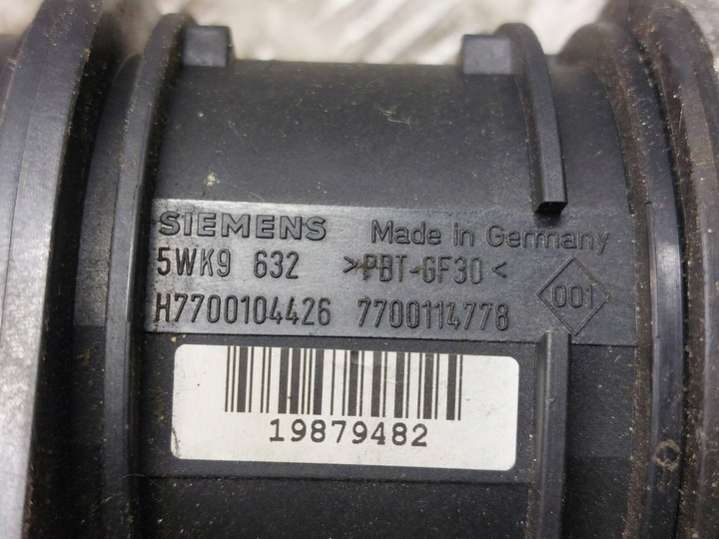 SIEMENS Made in Germany
5WK9 632 >PBT-GF30< 001
H7700104426 7700114778
19879482